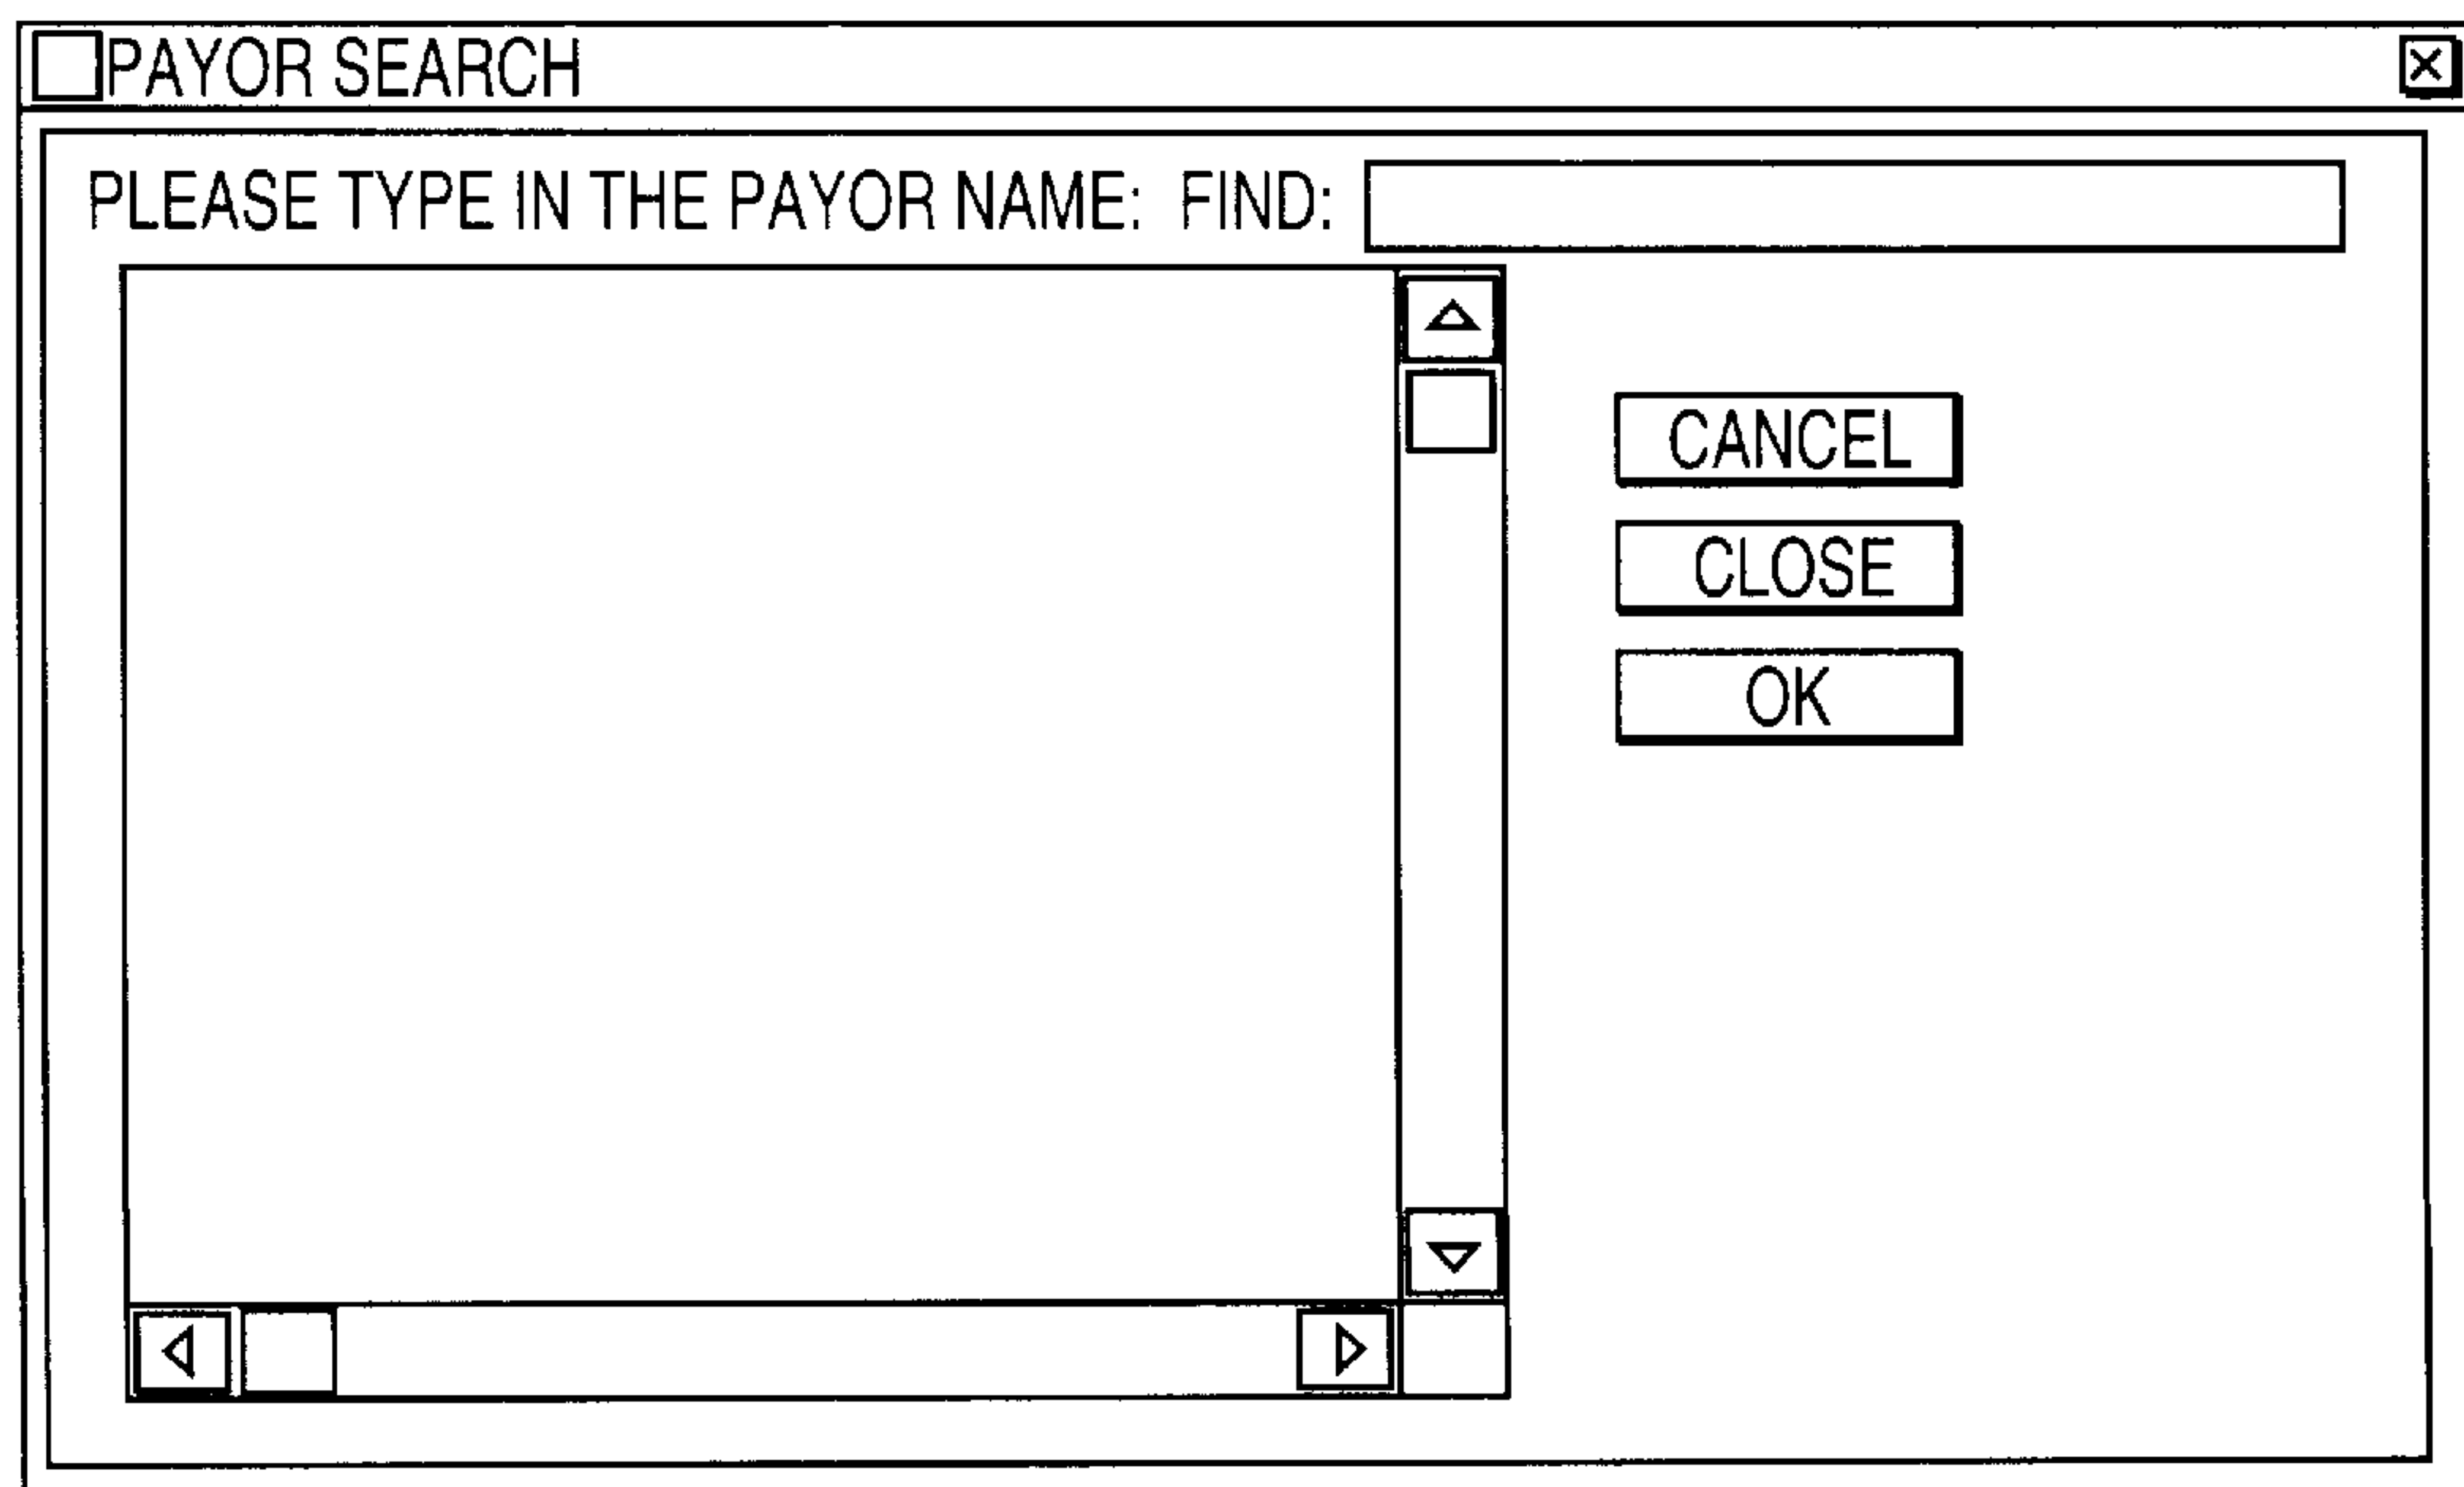 PAYOR SEARCH
PLEASE TYPE IN THE PAYOR NAME: FIND:
CANCEL
CLOSE
OK